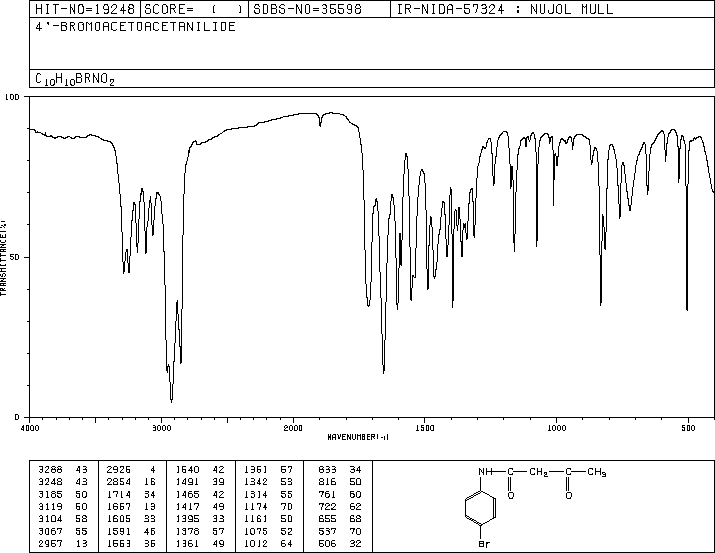 HIT-NO=19248 SCORE= ( ) SDBS-NO=35598 IR-NIDA-57324 : NUJOL MULL
4'-BROMOACETOACETANILIDE
C10H10BRNO2
100
50
0
TRANSMITTANCE(%)
4000 3000 2000 1500 1000 500
WAVENUMBER(-1)
3288 43 2926 4 1540 42 1351 57 833 34
3248 43 2854 16 1491 39 1342 53 816 50
3185 50 1714 34 1465 42 1314 55 761 60
3119 60 1657 13 1417 49 1174 70 722 62
3104 58 1605 33 1395 33 1161 50 655 68
3067 55 1591 46 1378 57 1075 52 537 70
2957 13 1553 36 1361 49 1012 64 506 32
NH C CH2 C CH3
O O
Br